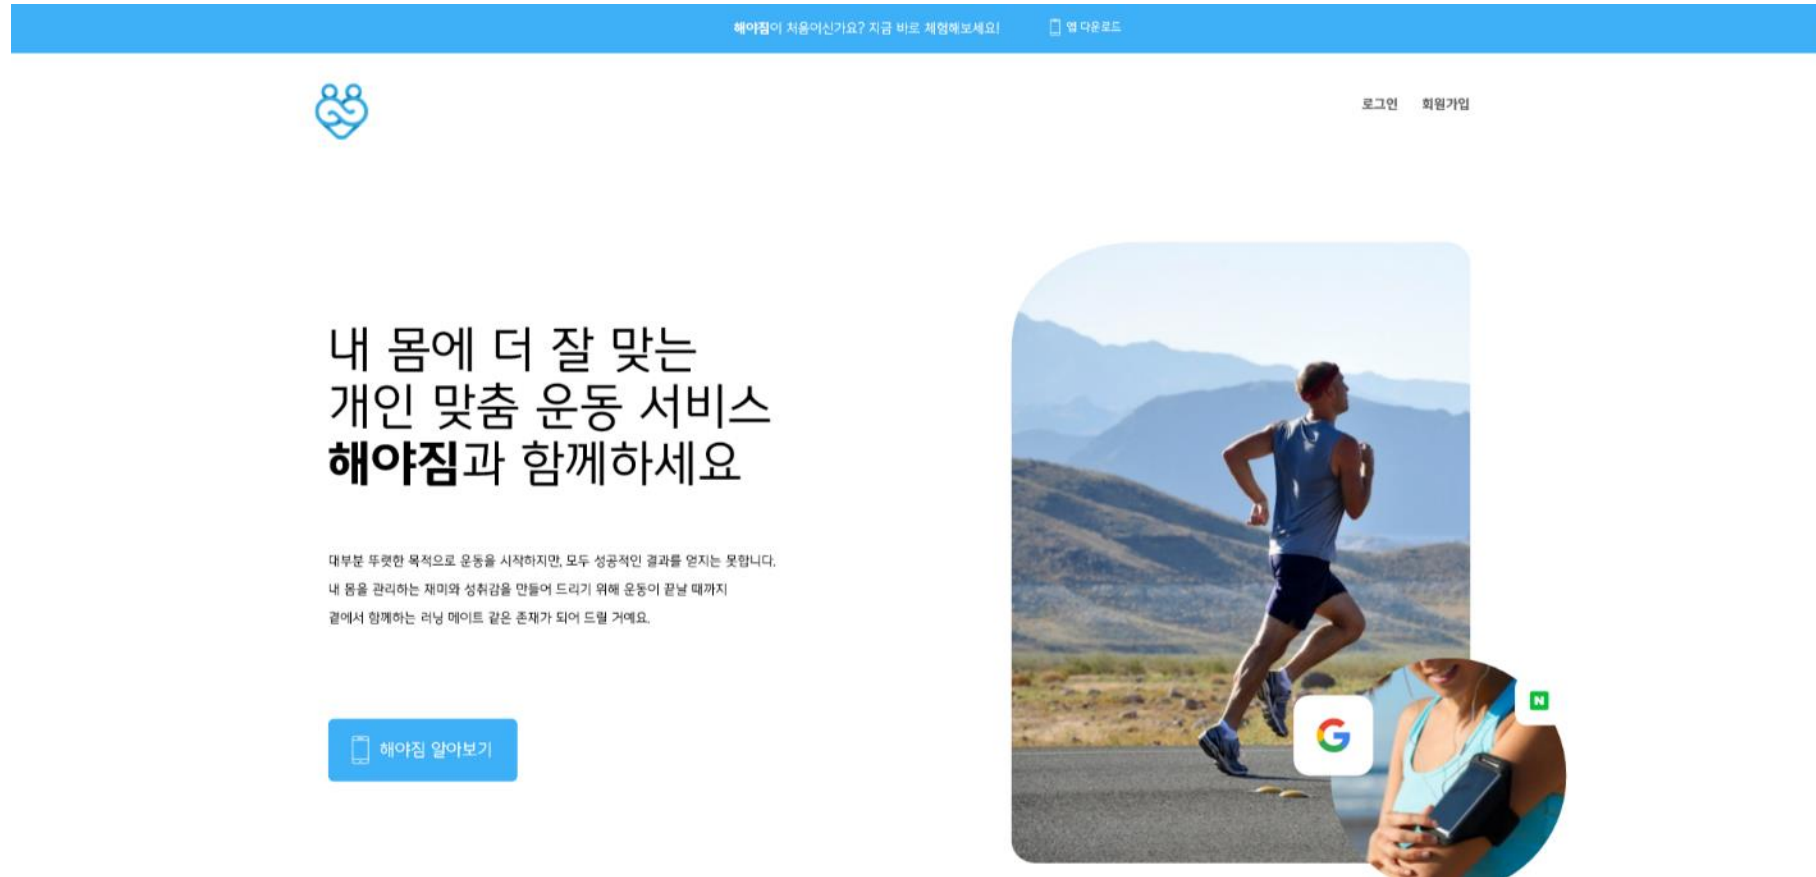 해야짐이 처음이신가요? 지금 바로 체험해보세요!
앱 다운로드
로그인
회원가입
내 몸에 더 잘 맞는
개인 맞춤 운동 서비스
해야짐과 함께하세요
대부분 뚜렷한 목적으로 운동을 시작하지만, 모두 성공적인 결과를 얻지는 못합니다.
내 몸을 관리하는 재미와 성취감을 만들어 드리기 위해 운동이 끝날 때까지
곁에서 함께하는 러닝 메이트 같은 존재가 되어 드릴 거예요.
해야짐 알아보기
G
N